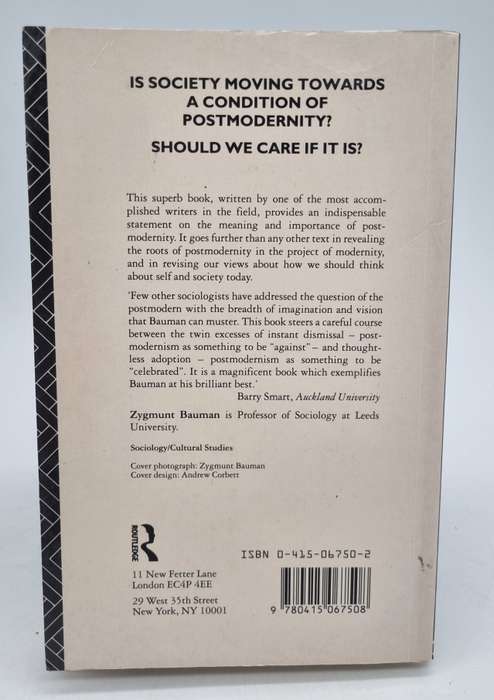 IS SOCIETY MOVING TOWARDS
A CONDITION OF
POSTMODERNITY?
SHOULD WE CARE IF IT IS?
This superb book, written by one of the most accom-
plished writers in the field, provides an indispensable
statement on the meaning and importance of post-
modernity. It goes further than any other text in revealing
the roots of postmodernity in the project of modernity,
and in revising our views about how we should think
about self and society today.
'Few other sociologists have addressed the question of the
postmodern with the breadth of imagination and vision
that Bauman can muster. This book steers a careful course
between the twin excesses of instant dismissal – post-
modernism as something to be "against" – and thought-
less adoption – postmodernism as something to be
"celebrated". It is a magnificent book which exemplifies
Bauman at his brilliant best.'
Barry Smart, Auckland University
Zygmunt Bauman is Professor of Sociology at Leeds
University.
Sociology/Cultural Studies
Cover photograph: Zygmunt Bauman
Cover design: Andrew Corbett
ROUTLEDGE
11 New Fetter Lane
London EC4P 4EE
29 West 35th Street
New York, NY 10001
ISBN 0-415-06750-2
9 780415 067508